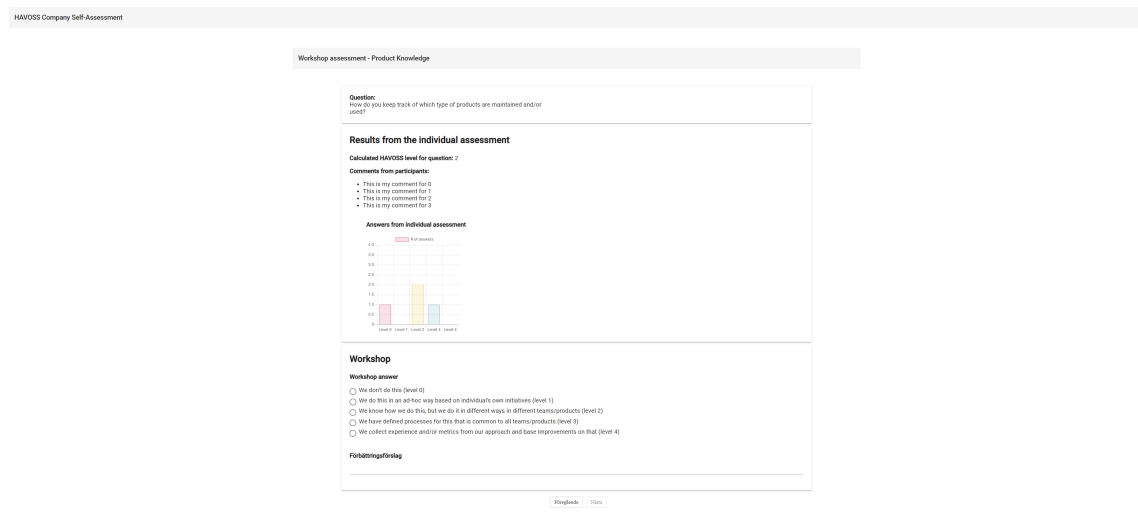 HAVOSS Company Self-Assessment
Workshop assessment - Product Knowledge
Question:
How do you keep track of which type of products are maintained and/or
used?
Results from the individual assessment
Calculated HAVOSS level for question: 2
Comments from participants:
• This is my comment for 0
• This is my comment for 1
• This is my comment for 2
• This is my comment for 3
Answers from individual assessment
# of answers
4.0
3.5
3.0
2.5
2.0
1.5
1.0
0.5
0
Level 0 Level 1 Level 2 Level 3 Level 4
Workshop
Workshop answer
We don't do this (level 0)
We do this in an ad-hoc way based on individual's own initiatives (level 1)
We know how we do this, but we do it in different ways in different teams/products (level 2)
We have defined processes for this that is common to all teams/products (level 3)
We collect experience and/or metrics from our approach and base improvements on that (level 4)
Förbättringsförslag
Föregående Nästa